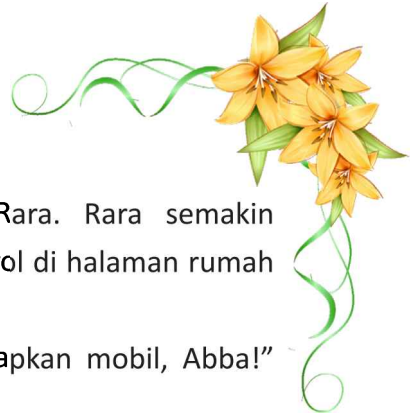 Rara. Rara semakin
ol di halaman rumah
apkan mobil, Abba!”